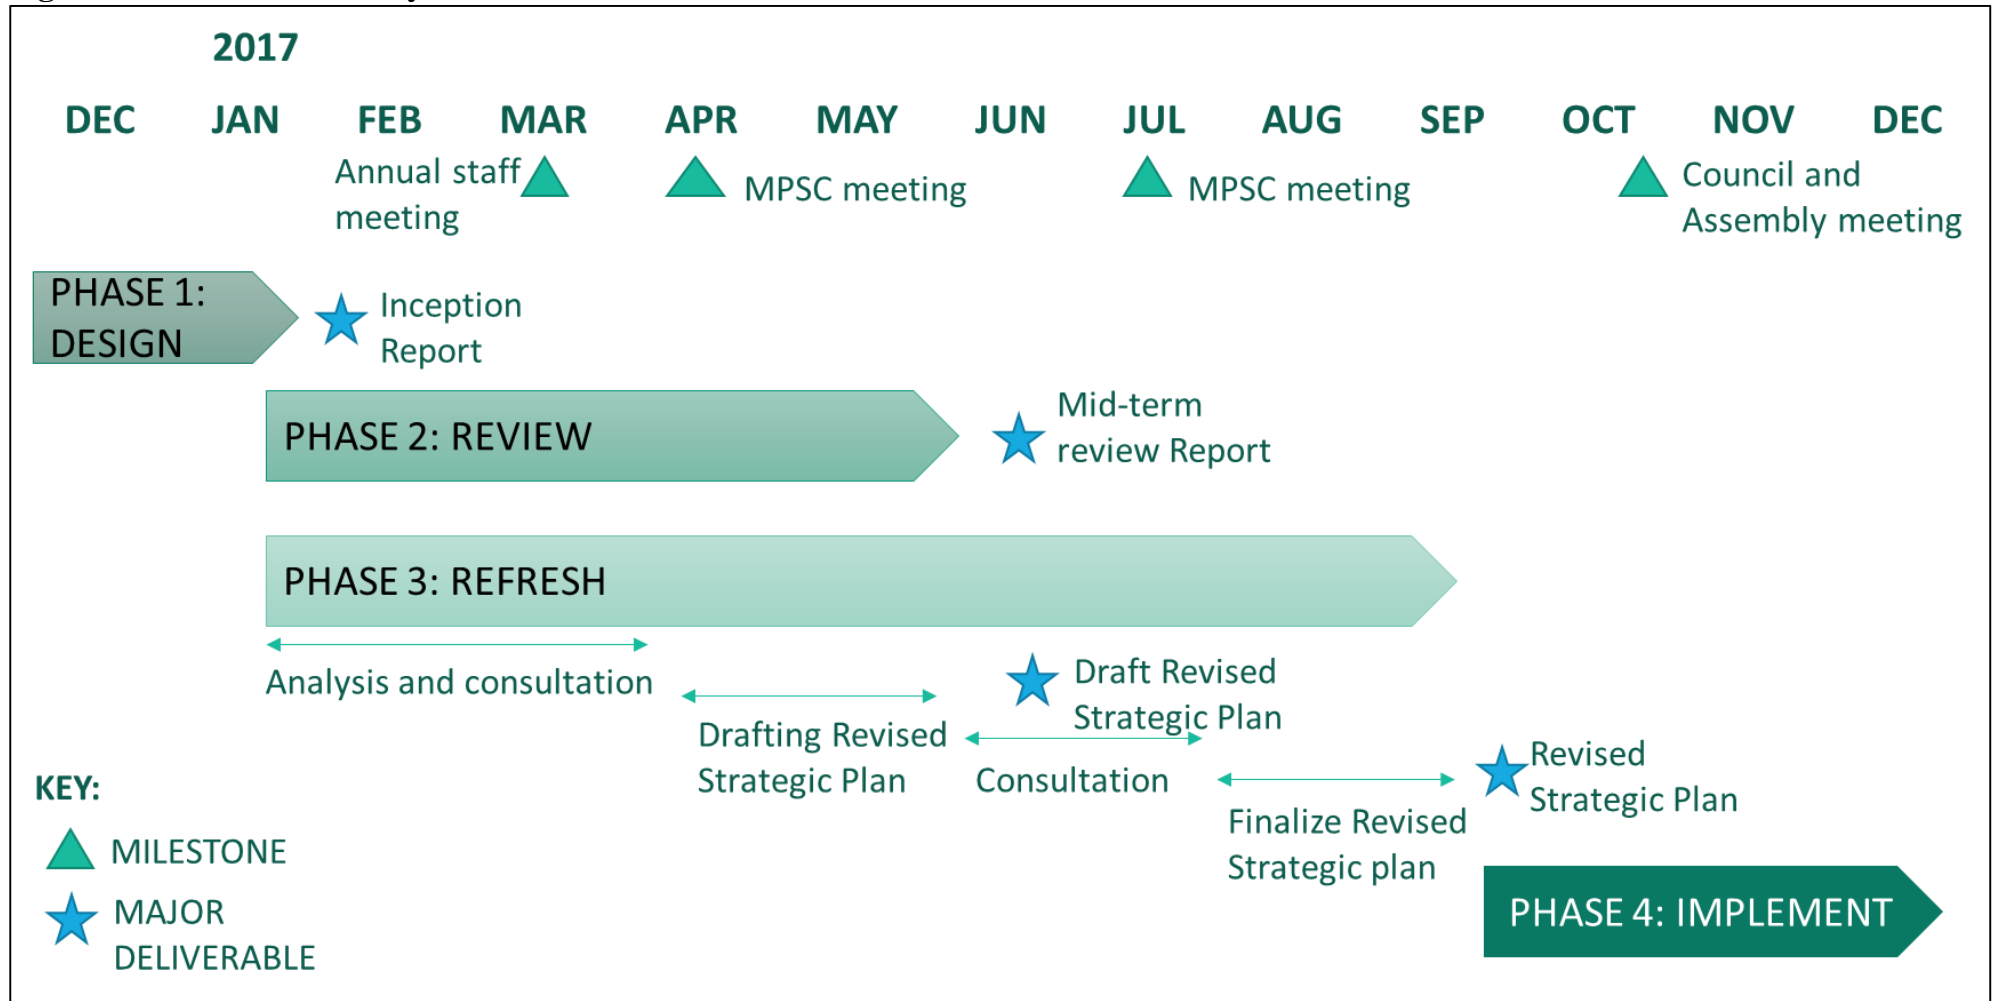 2017
DEC JAN FEB MAR APR MAY JUN JUL AUG SEP OCT NOV DEC
Annual staff
meeting
MPSC meeting
MPSC meeting
Council and
Assembly meeting
PHASE 1:
DESIGN
Inception
Report
PHASE 2: REVIEW
Mid-term
review Report
PHASE 3: REFRESH
Analysis and consultation
Draft Revised
Strategic Plan
Drafting Revised
Strategic Plan
Consultation
Revised
Strategic Plan
Finalize Revised
Strategic plan
KEY:
MILESTONE
MAJOR
DELIVERABLE
PHASE 4: IMPLEMENT